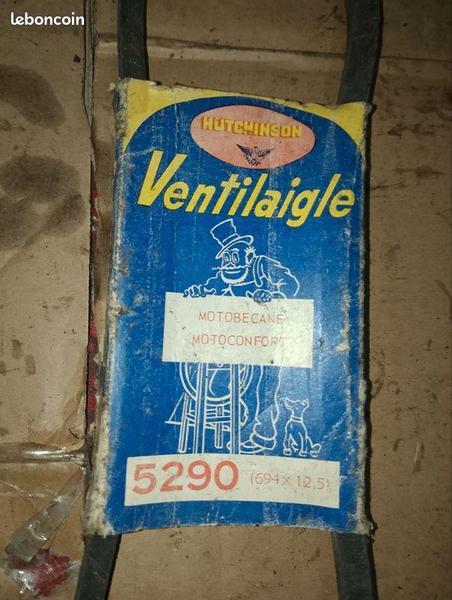 leboncoin
HUTCHINSON
Ventilaigle
MOTOBECANE
MOTOCONFORT
5290 (694 x 12,5)